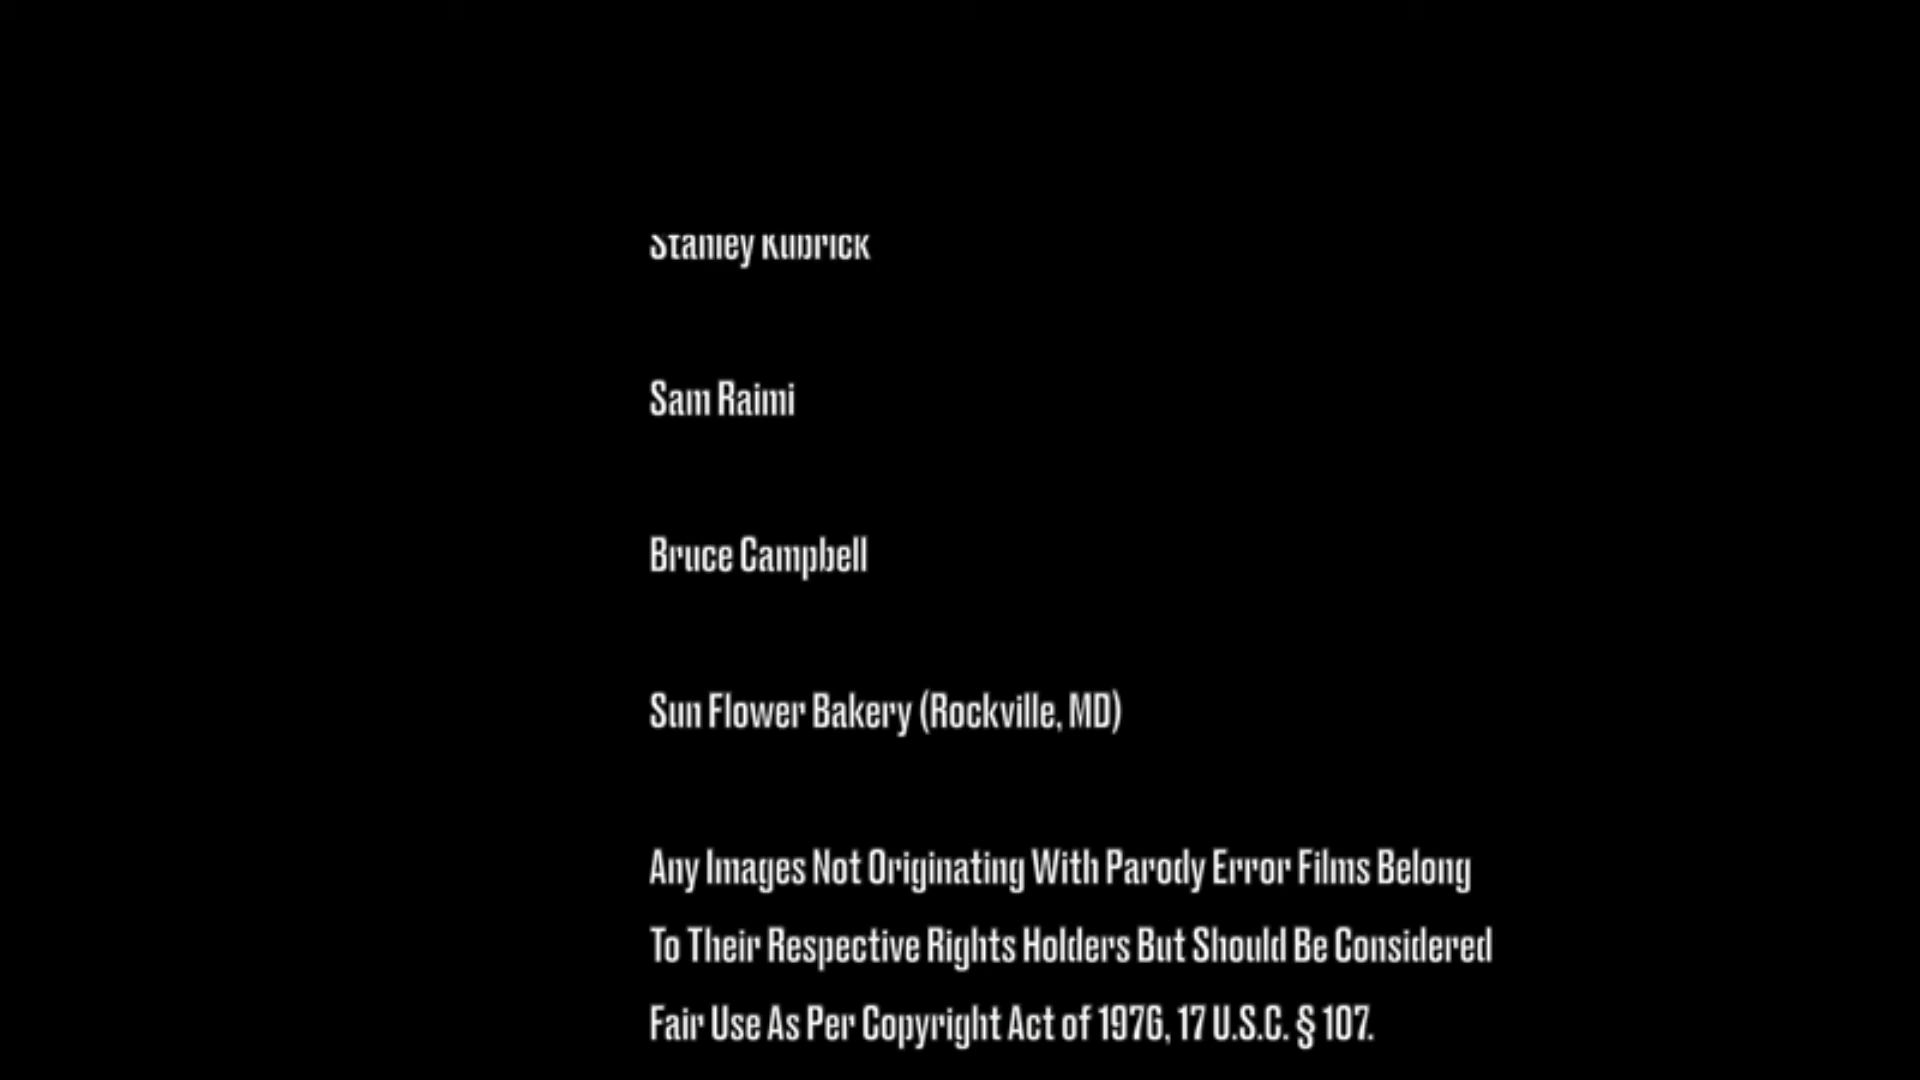 Stanley Kubrick
Sam Raimi
Bruce Campbell
Sun Flower Bakery (Rockville, MD)
Any Images Not Originating With Parody Error Films Belong
To Their Respective Rights Holders But Should Be Considered
Fair Use As Per Copyright Act of 1976, 17 U.S.C. § 107.